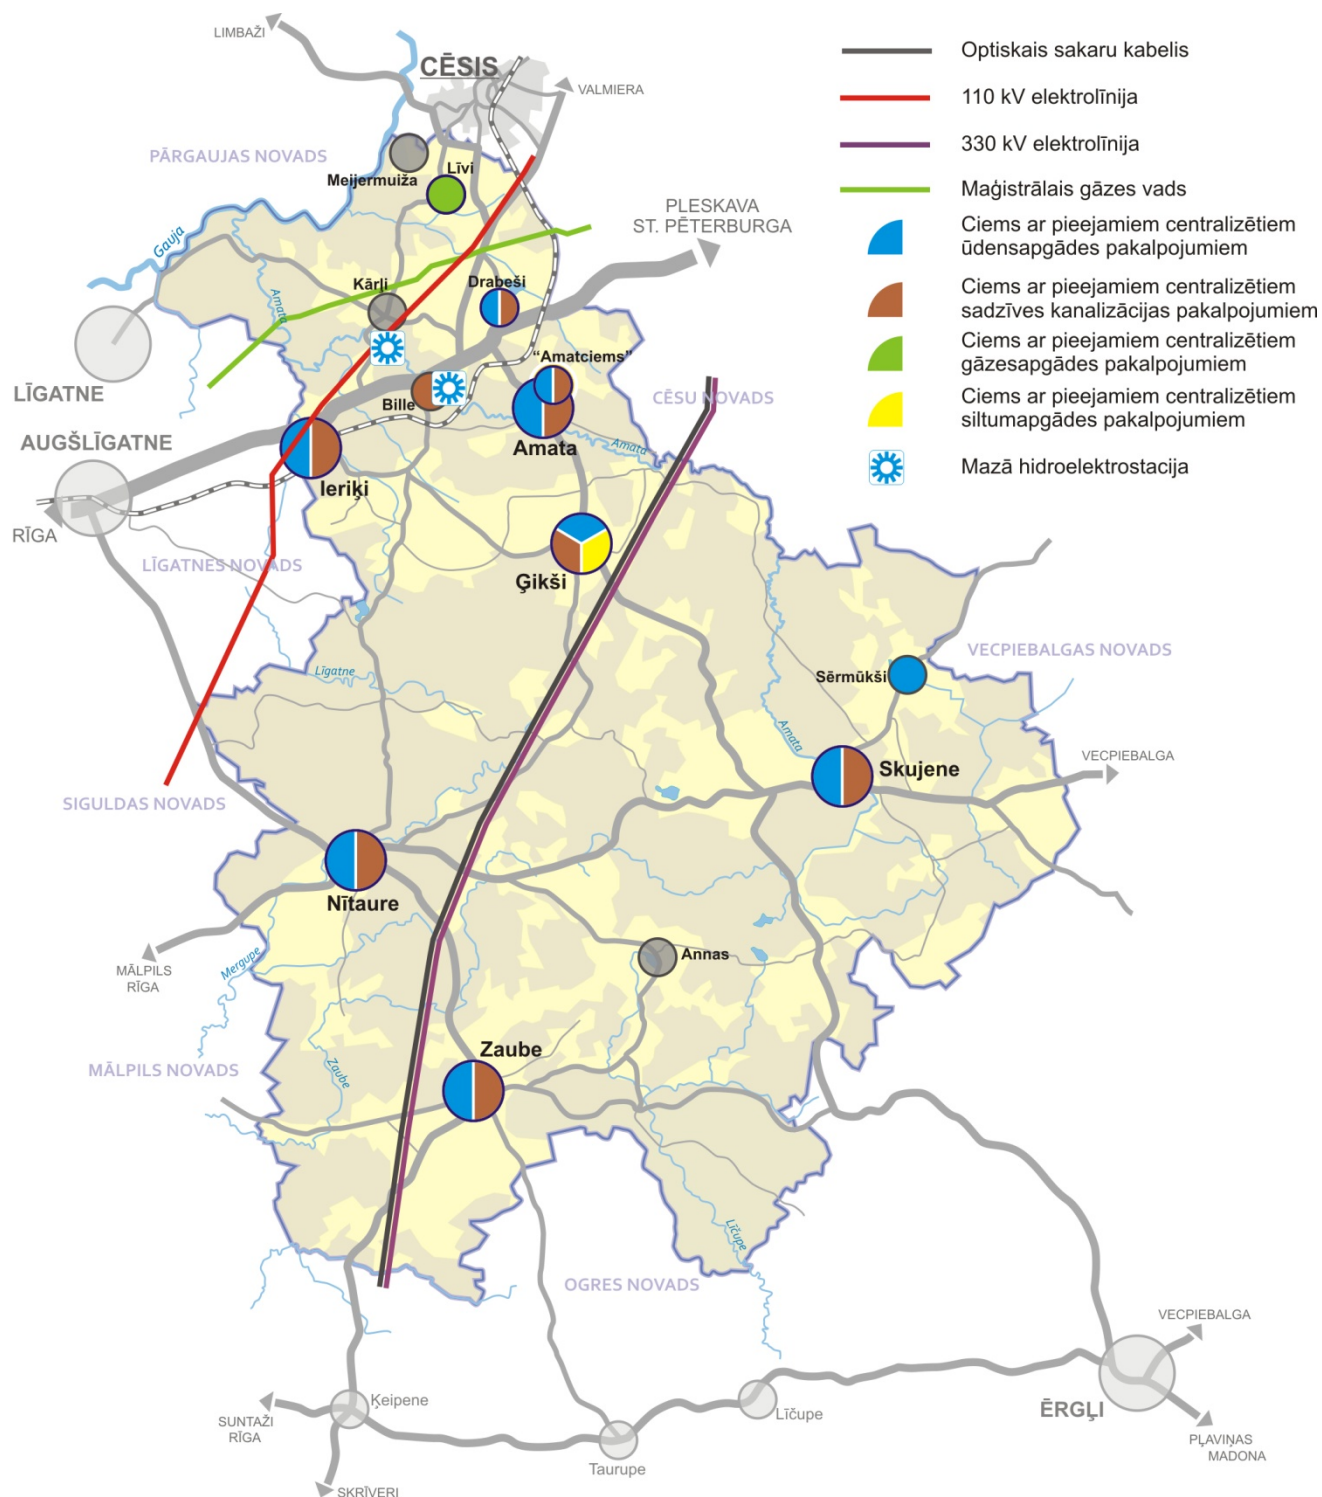 LIMBAŽI
CĒSIS
VALMIERA
PĀRGAUJAS NOVADS
Meijermuiža
Līvi
PLESKAVA
ST. PĒTERBURGA
Gauja
Amata
Kārļi
Drabeši
LĪGATNE
"Amatciems"
Bille
CĒSU NOVADS
AUGŠLĪGATNE
Amata
Amata
Ieriķi
RĪGA
LĪGATNES NOVADS
Ģikši
Līgatne
VECPIEBALGAS NOVADS
Sērmūkši
Amata
VECPIEBALGA
Skujene
SIGULDAS NOVADS
Nītaure
Mergupe
MĀLPILS
RĪGA
Annas
Zaube
MĀLPILS NOVADS
Zaube
Līčupe
OGRES NOVADS
VECPIEBALGA
Ķeipene
SUNTAŽI
RĪGA
Līčupe
ĒRGĻI
PĻAVIŅAS
MADONA
Taurupe
SKRĪVERI
Optiskais sakaru kabelis
110 kV elektrolīnija
330 kV elektrolīnija
Maģistrālais gāzes vads
Ciems ar pieejamiem centralizētiem
ūdensapgādes pakalpojumiem
Ciems ar pieejamiem centralizētiem
sadzīves kanalizācijas pakalpojumiem
Ciems ar pieejamiem centralizētiem
gāzesapgādes pakalpojumiem
Ciems ar pieejamiem centralizētiem
siltumapgādes pakalpojumiem
Mazā hidroelektrostacija